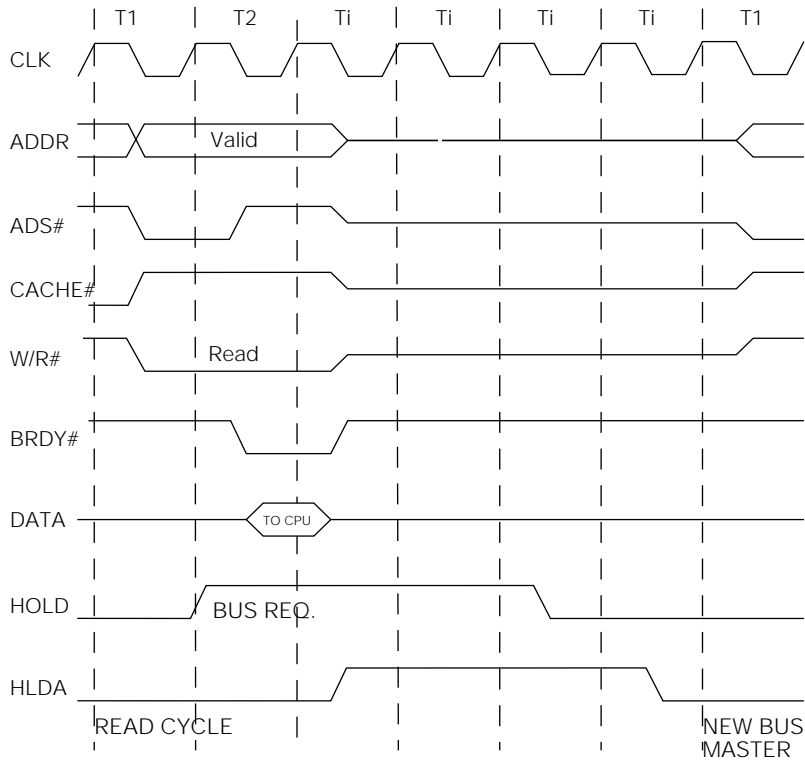 T1 T2 Ti Ti Ti Ti T1
CLK
ADDR Valid
ADS#
CACHE#
W/R# Read
BRDY#
DATA TO CPU
HOLD BUS REQ.
HLDA
READ CYCLE NEW BUS
MASTER